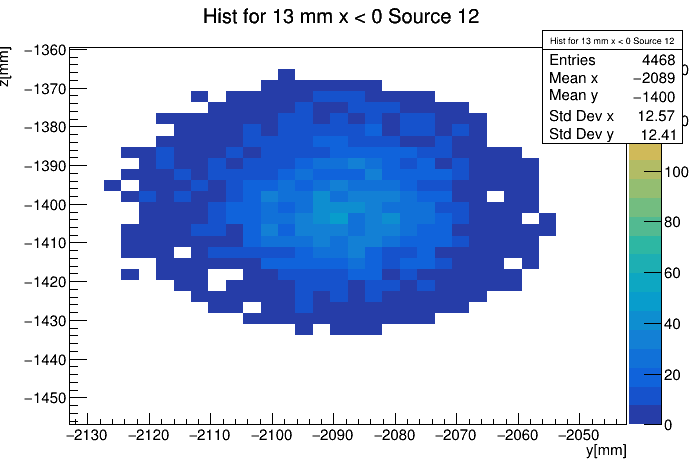 Hist for 13 mm x < 0 Source 12
z[mm]
−1360
−1370
−1380
−1390
−1400
−1410
−1420
−1430
−1440
−1450
Hist for 13 mm x < 0 Source 12
Entries 4468
Mean x −2089
Mean y −1400
Std Dev x 12.57
Std Dev y 12.41
0
0
100
80
60
40
20
0
−2130 −2120 −2110 −2100 −2090 −2080 −2070 −2060 −2050
y[mm]